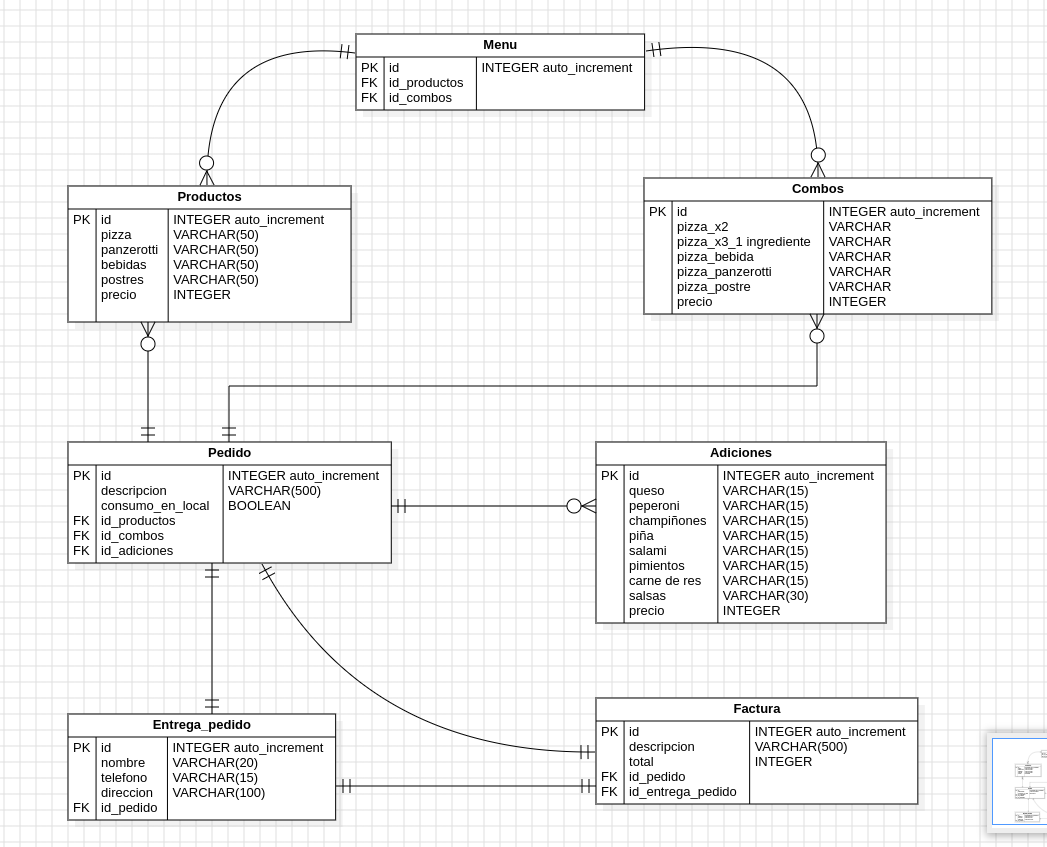 Menu
PK id INTEGER auto_increment
FK id_productos
FK id_combos
Productos
PK id INTEGER auto_increment
pizza VARCHAR(50)
panzerotti VARCHAR(50)
bebidas VARCHAR(50)
postres VARCHAR(50)
precio INTEGER
Combos
PK id INTEGER auto_increment
pizza_x2 VARCHAR
pizza_x3_1 ingrediente VARCHAR
pizza_bebida VARCHAR
pizza_panzerotti VARCHAR
pizza_postre VARCHAR
precio INTEGER
Pedido
PK id INTEGER auto_increment
descripcion VARCHAR(500)
consumo_en_local BOOLEAN
FK id_productos
FK id_combos
FK id_adiciones
Adiciones
PK id INTEGER auto_increment
queso VARCHAR(15)
peperoni VARCHAR(15)
champiñones VARCHAR(15)
piña VARCHAR(15)
salami VARCHAR(15)
pimientos VARCHAR(15)
carne de res VARCHAR(15)
salsas VARCHAR(30)
precio INTEGER
Entrega_pedido
PK id INTEGER auto_increment
nombre VARCHAR(20)
telefono VARCHAR(15)
direccion VARCHAR(100)
FK id_pedido
Factura
PK id INTEGER auto_increment
descripcion VARCHAR(500)
total INTEGER
FK id_pedido
FK id_entrega_pedido